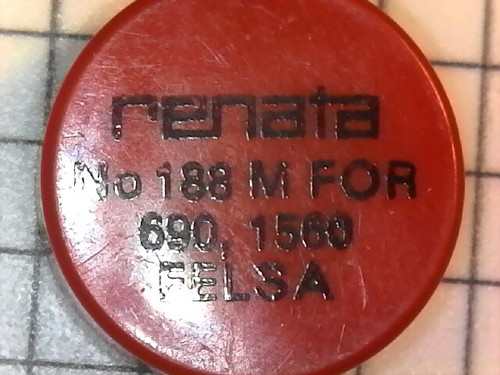 renata
No 188 M FOR
690, 1560
FELSA